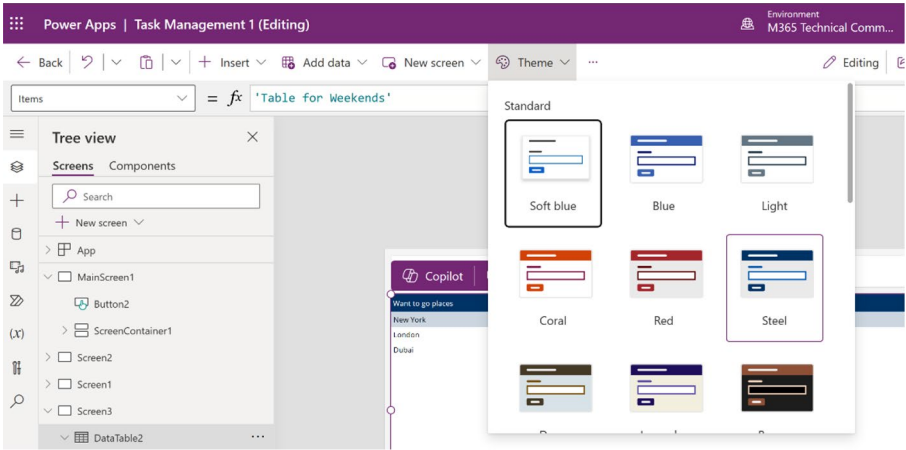 Power Apps | Task Management 1 (Editing)
Environment
M365 Technical Comm...
Back
Insert
Add data
New screen
Theme
...
Editing
Items
= fx 'Table for Weekends'
Tree view
Screens Components
Search
New screen
App
MainScreen1
Button2
ScreenContainer1
Screen2
Screen1
Screen3
DataTable2 ...
(x)
Copilot
Want to go places
New York
London
Dubai
Standard
Soft blue Blue Light
Coral Red Steel